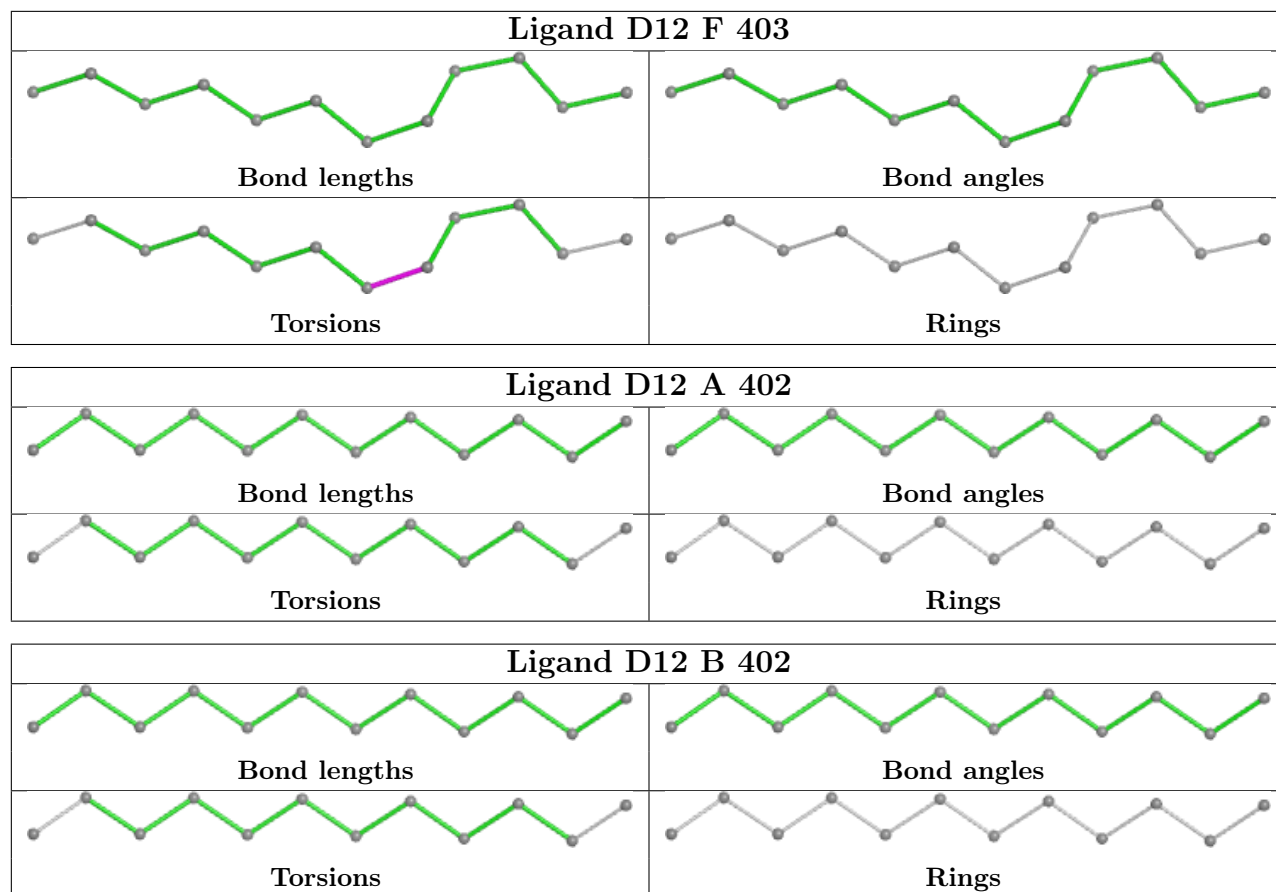 Ligand D12 F 403
Bond lengths
Bond angles
Torsions
Rings
Ligand D12 A 402
Bond lengths
Bond angles
Torsions
Rings
Ligand D12 B 402
Bond lengths
Bond angles
Torsions
Rings